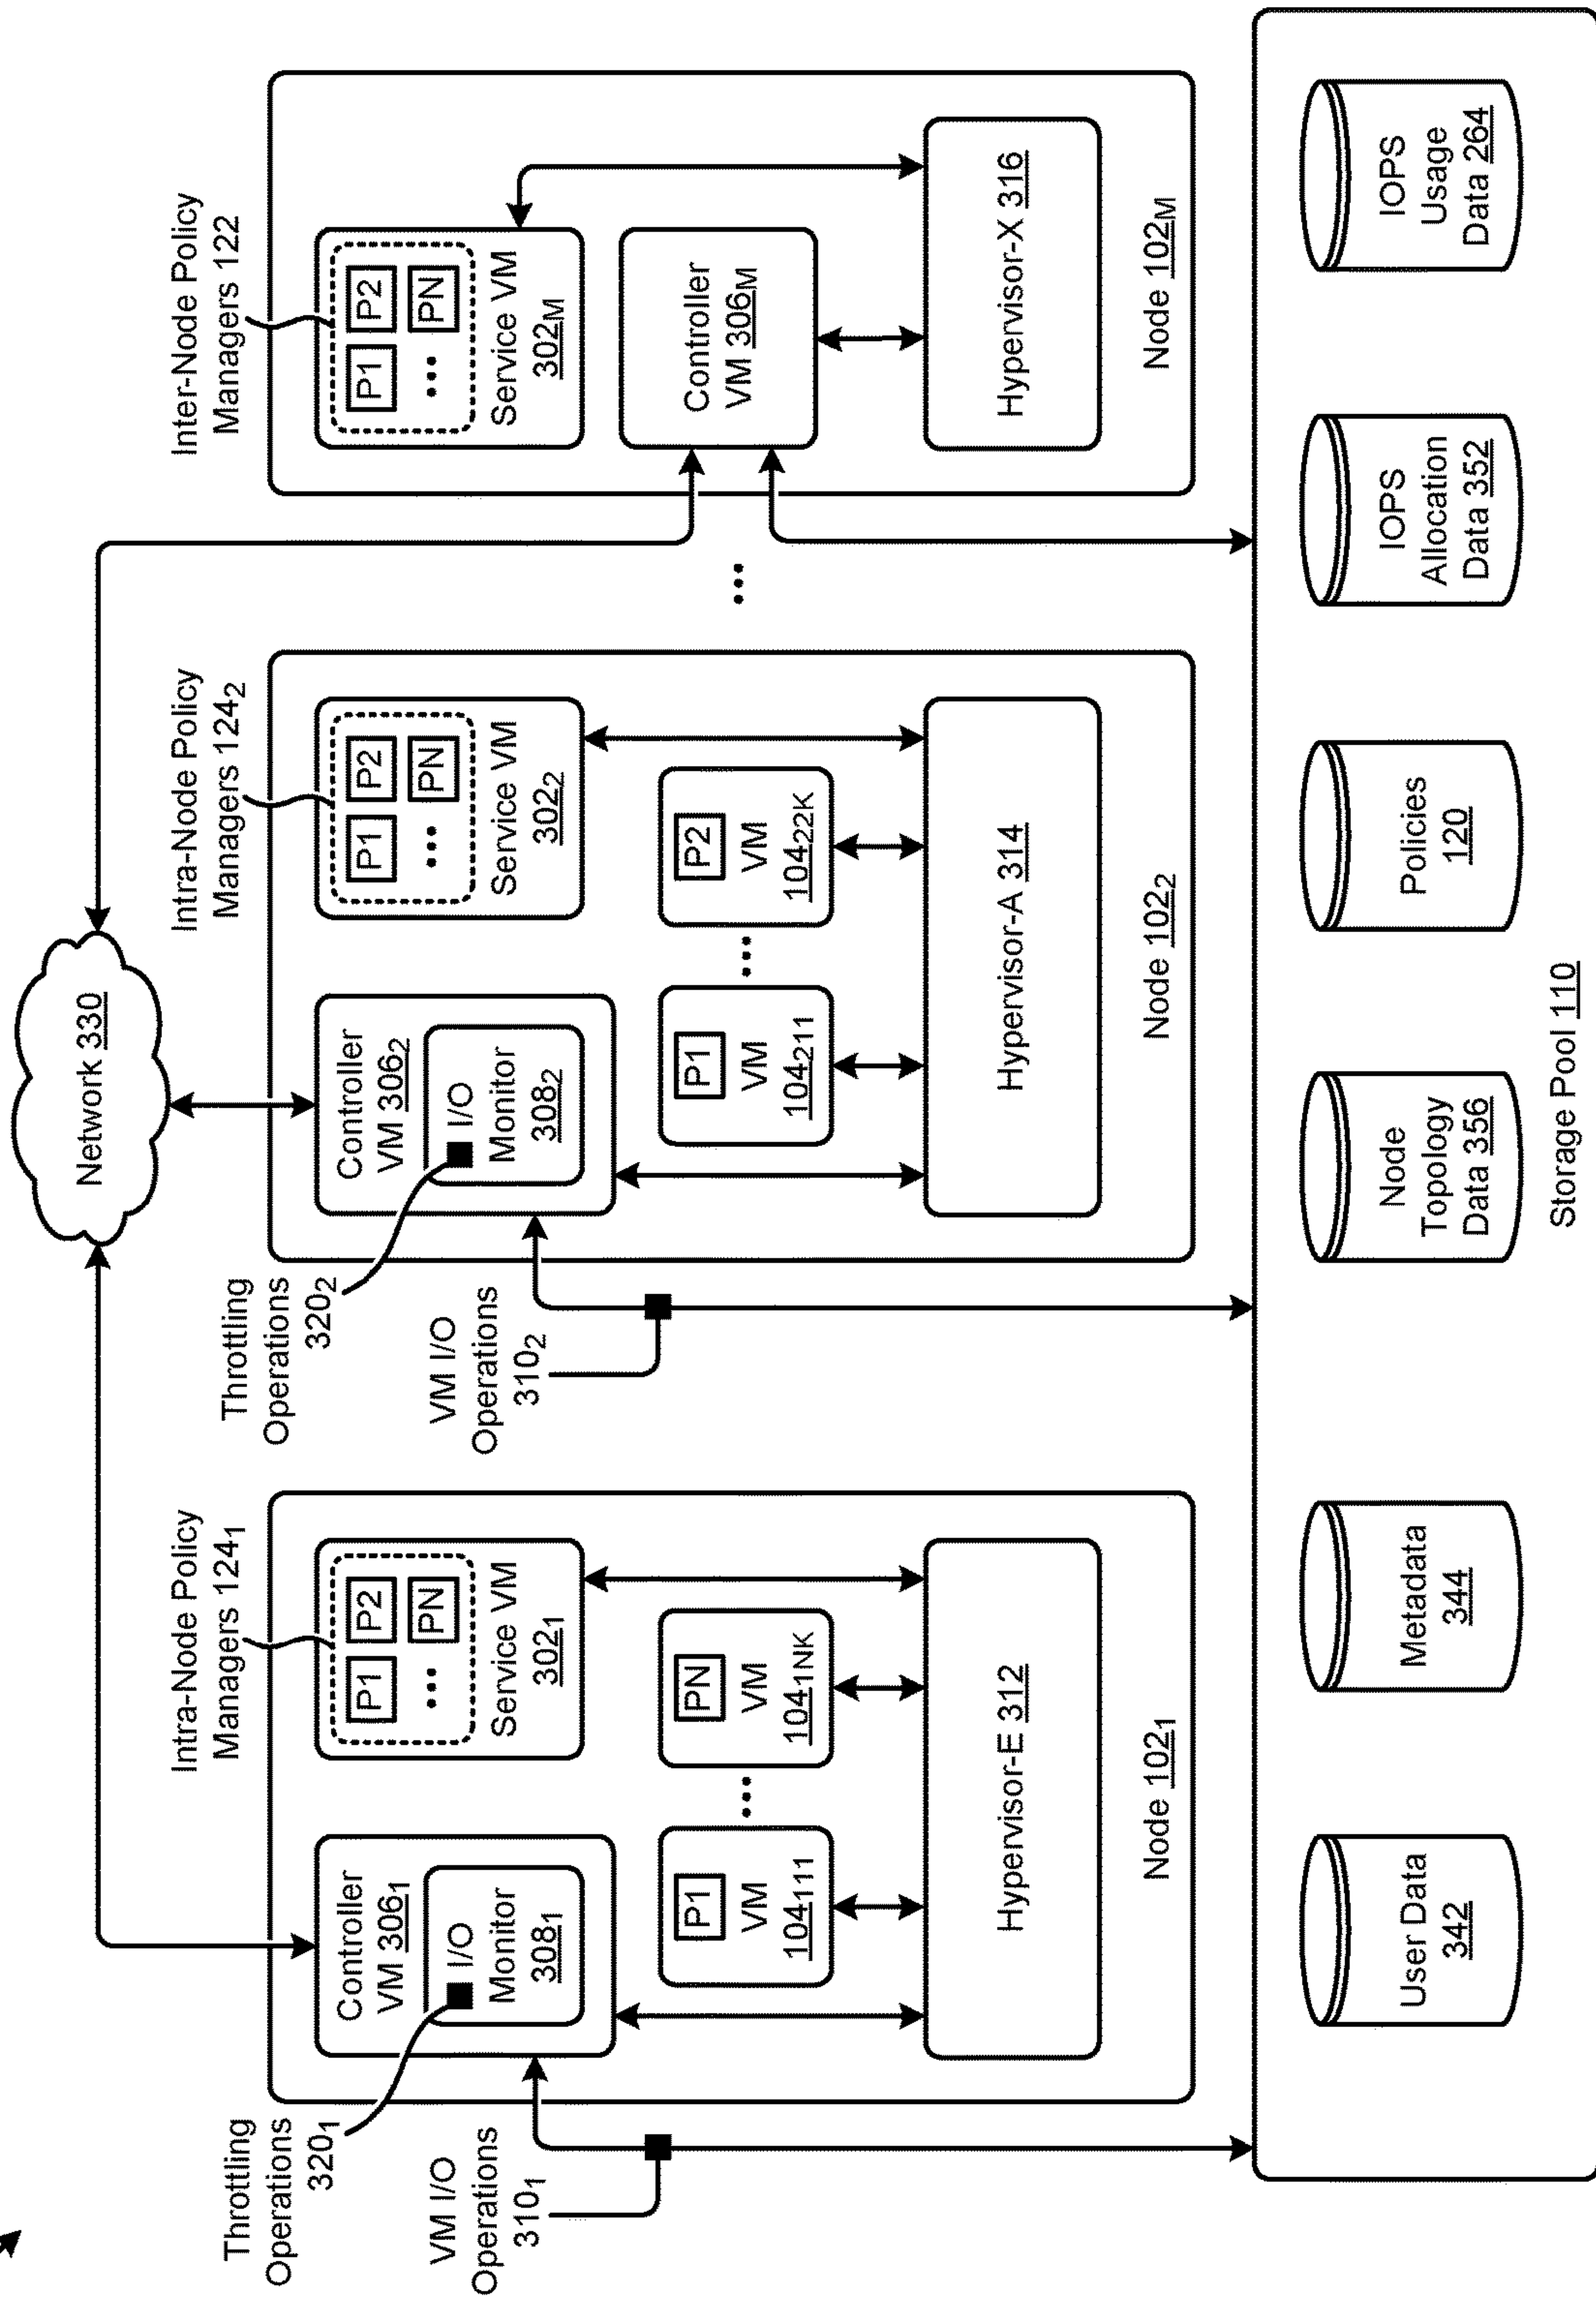 Network 330
Intra-Node Policy
Managers 124₁
Intra-Node Policy
Managers 124₂
Inter-Node Policy
Managers 122
Throttling
Operations
320₁
VM I/O
Operations
310₁
Controller
VM 306₁
I/O
Monitor
308₁
P1
P2
... PN
Service VM
302₁
P1
VM
104₁₁₁
...
PN
VM
104₁NK
Hypervisor-E 312
Node 102₁
Throttling
Operations
320₂
VM I/O
Operations
310₂
Controller
VM 306₂
I/O
Monitor
308₂
P1
P2
... PN
Service VM
302₂
P1
VM
104₂₁₁
...
P2
VM
104₂₂K
Hypervisor-A 314
Node 102₂
...
P1
P2
... PN
Service VM
302M
Controller
VM 306M
Hypervisor-X 316
Node 102M
User Data
342
Metadata
344
Node
Topology
Data 356
Policies
120
IOPS
Allocation
Data 352
IOPS
Usage
Data 264
Storage Pool 110